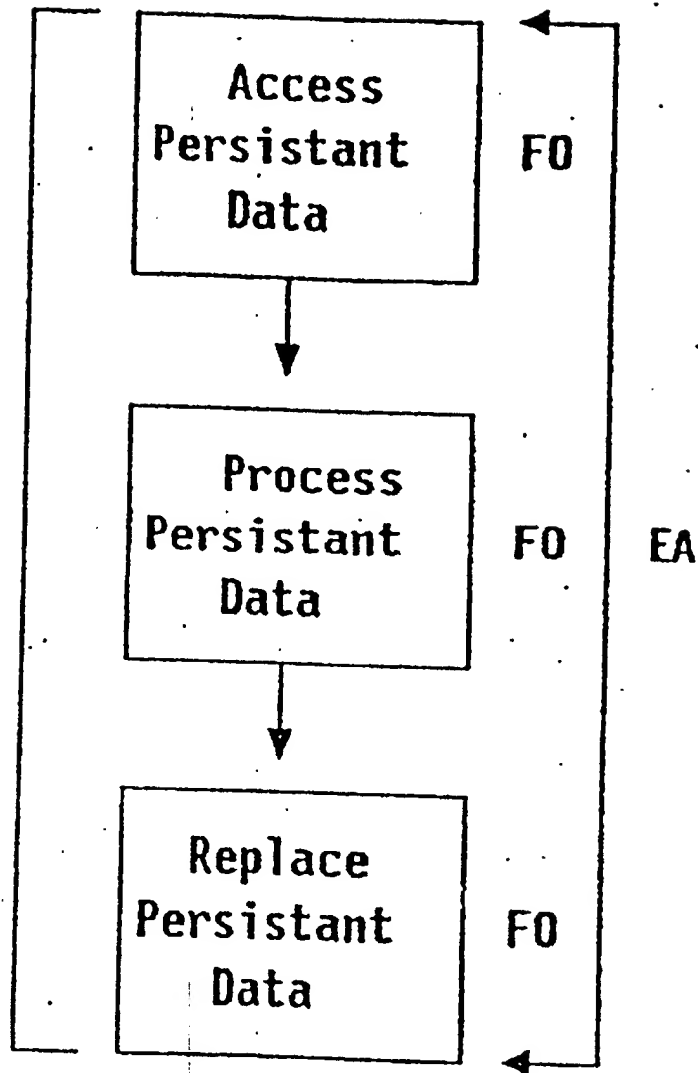 Access
Persistant
Data
FO
Process
Persistant
Data
FO
EA
Replace
Persistant
Data
FO